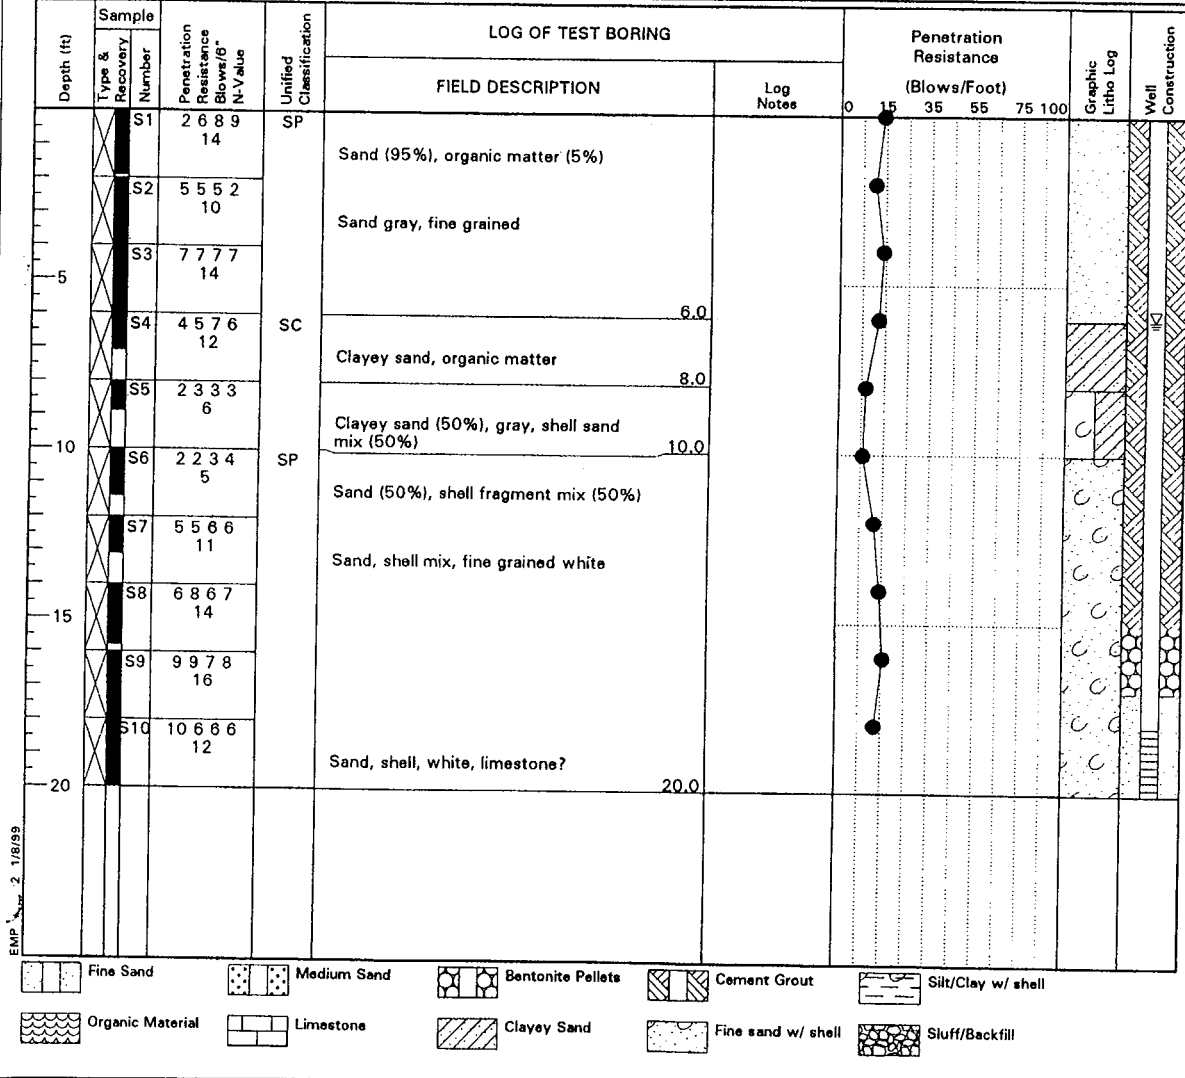 Sample
LOG OF TEST BORING
Depth (ft)
Type &
Recovery
Number
Penetration
Resistance
Blows/6"
N-Value
Unified
Classification
FIELD DESCRIPTION
Log
Notes
Penetration
Resistance
(Blows/Foot)
0 15 35 55 75 100
Graphic
Litho Log
Well
Construction
S1 2 6 8 9 SP
14
Sand (95%), organic matter (5%)
S2 5 5 5 2
10
Sand gray, fine grained
S3 7 7 7 7
14
5
6.0
S4 4 5 7 6 SC
12
Clayey sand, organic matter
8.0
S5 2 3 3 3
6
Clayey sand (50%), gray, shell sand
mix (50%)
10.0
10
S6 2 2 3 4 SP
5
Sand (50%), shell fragment mix (50%)
S7 5 5 6 6
11
Sand, shell mix, fine grained white
S8 6 8 6 7
14
15
S9 9 9 7 8
16
S10 10 6 6 6
12
Sand, shell, white, limestone?
20
20.0
EMP 2 1/8/99
Fine Sand
Medium Sand
Bentonite Pellets
Cement Grout
Silt/Clay w/ shell
Organic Material
Limestone
Clayey Sand
Fine sand w/ shell
Sluff/Backfill